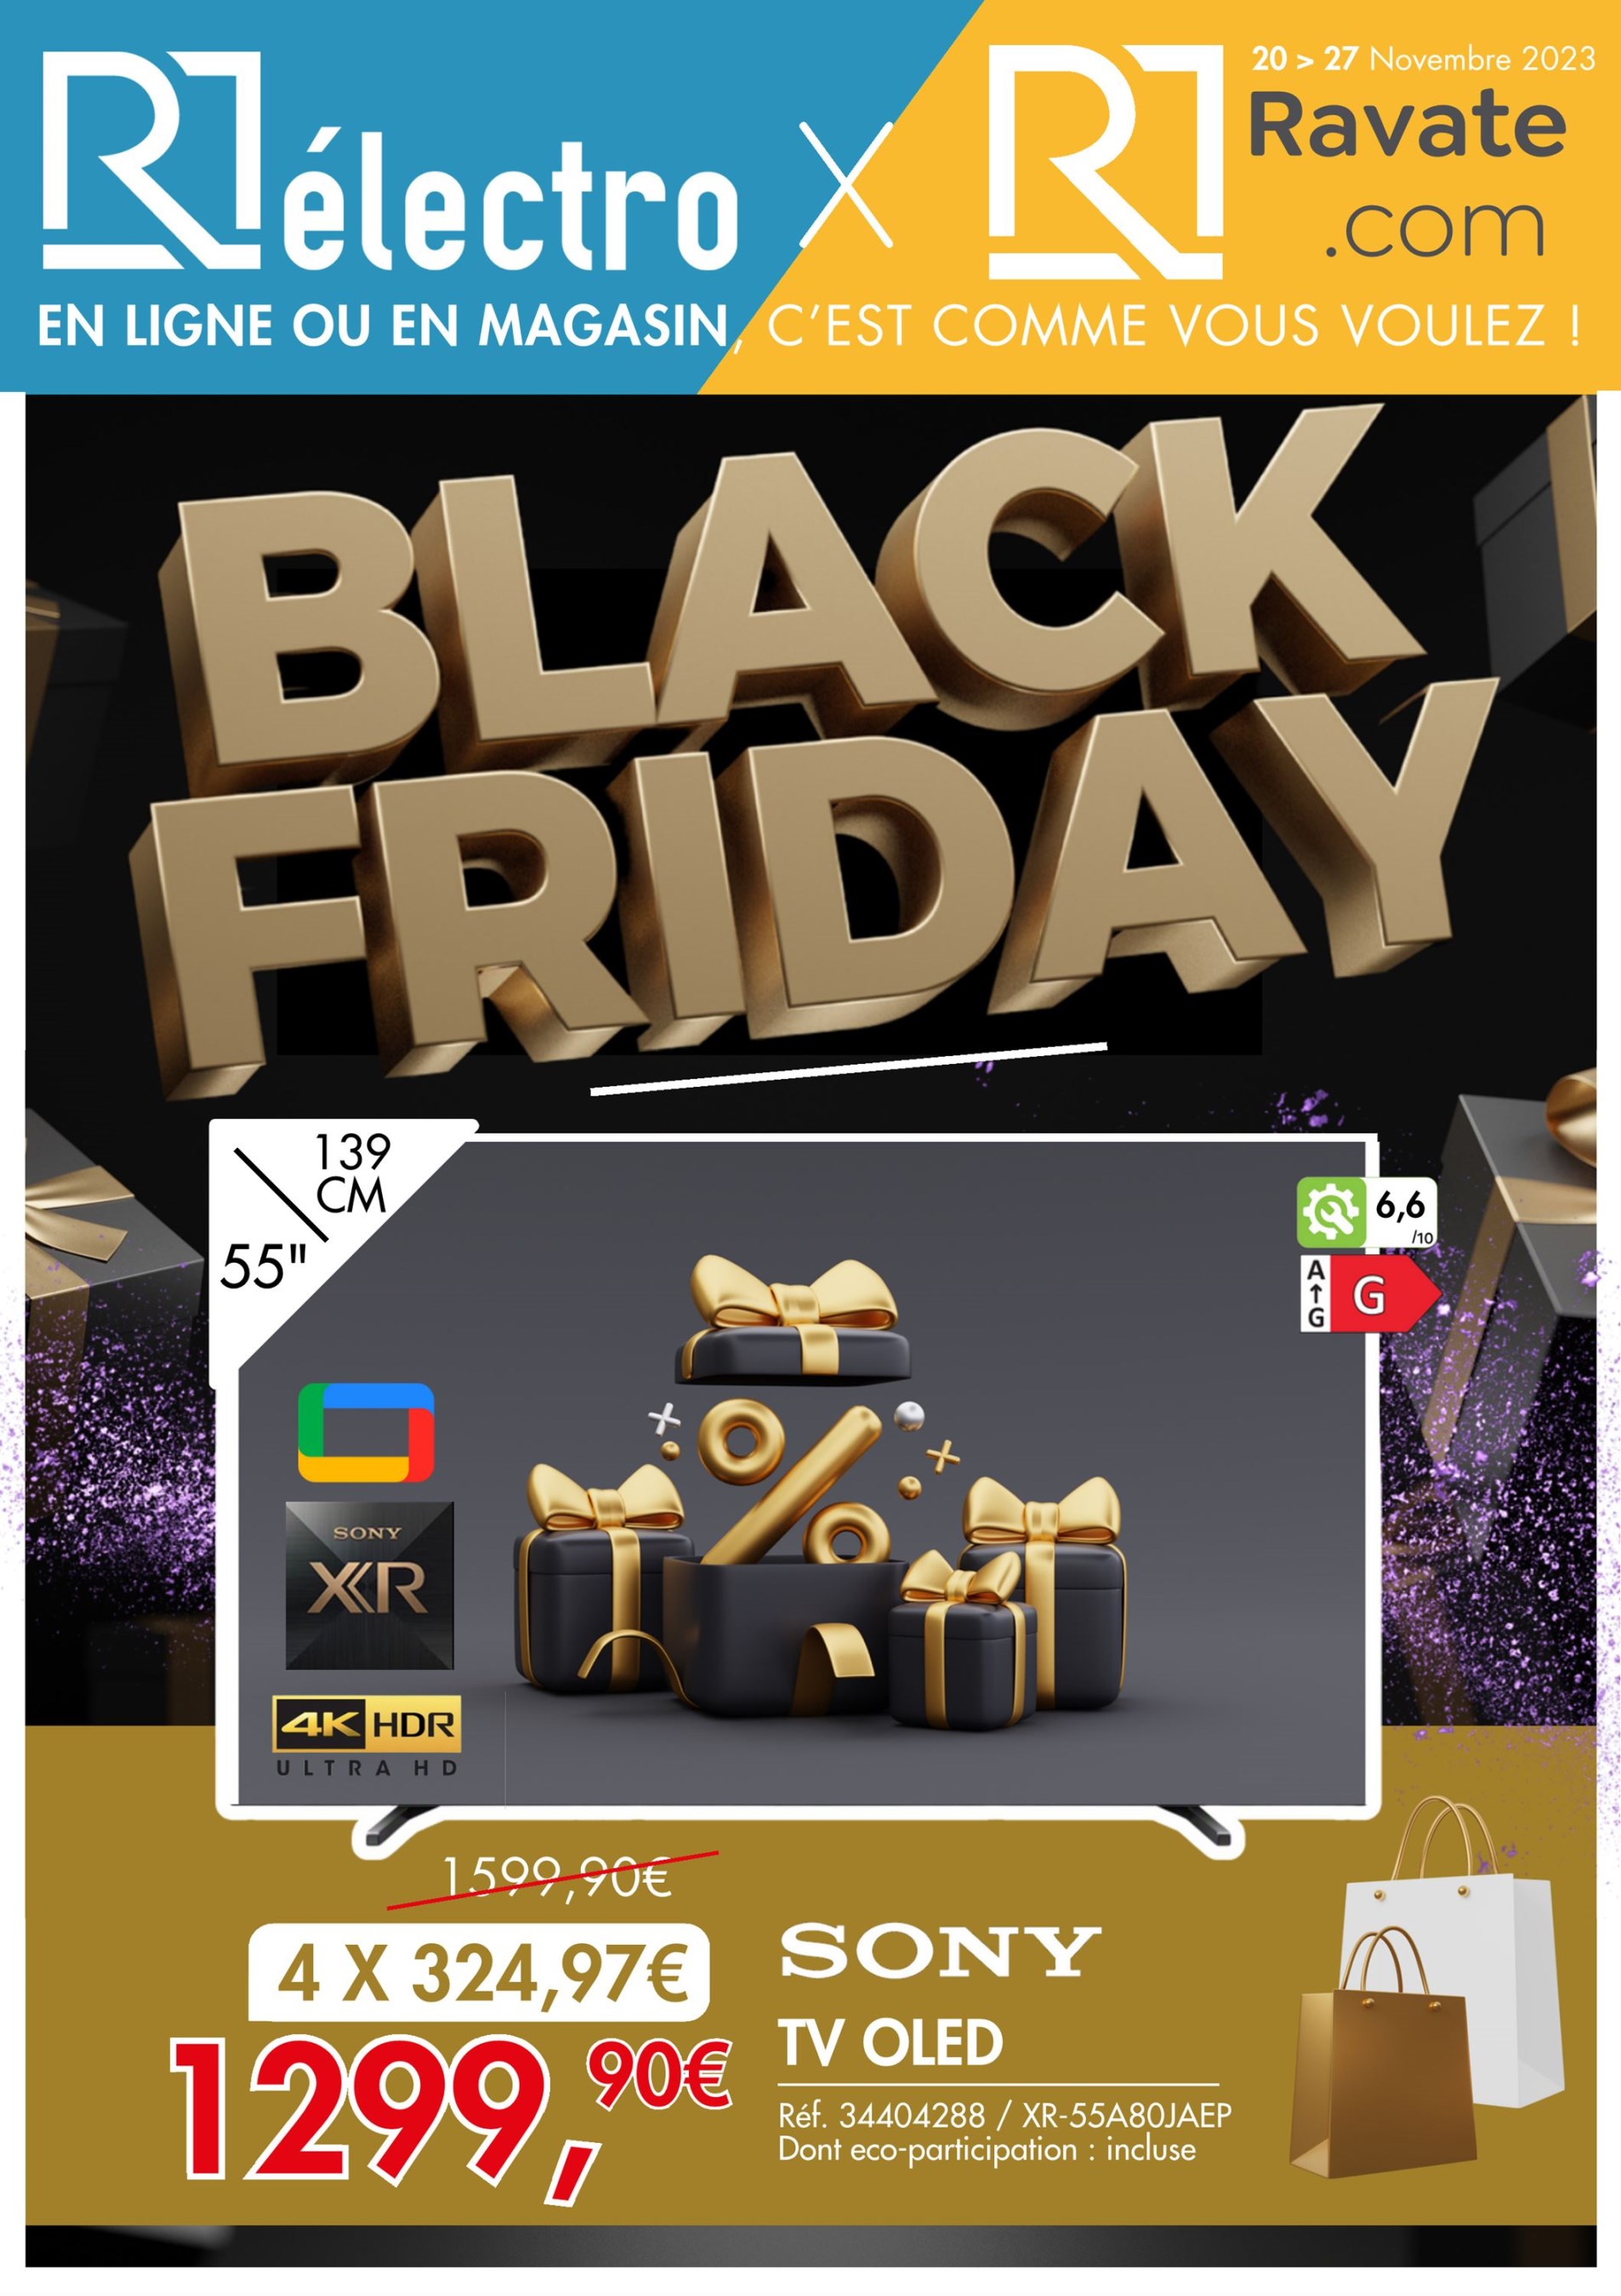 20 > 27 Novembre 2023
R électro X R Ravate
.com
EN LIGNE OU EN MAGASIN, C'EST COMME VOUS VOULEZ !
BLACK
FRIDAY
139
CM
55"
6,6
/10
A
↑
G
G
SONY
XR
4K HDR
ULTRA HD
%
1599,90€
4 X 324,97€
1299,90€
SONY
TV OLED
Réf. 34404288 / XR-55A80JAEP
Dont eco-participation : incluse